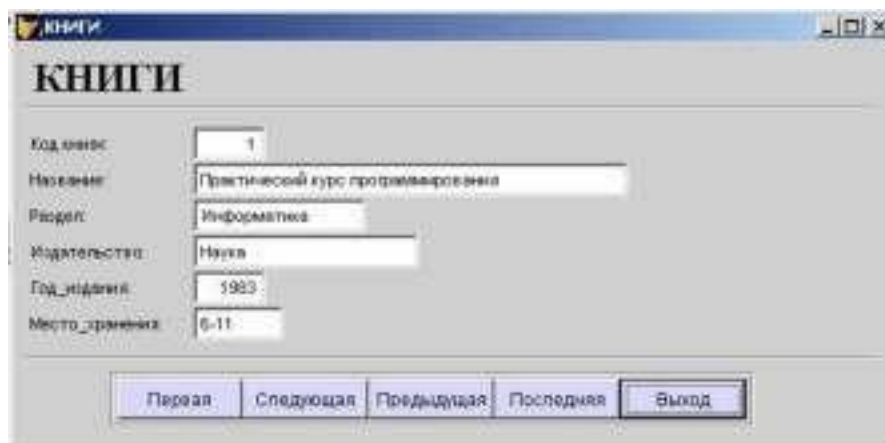 КНИГИ
КНИГИ
Код книги: 1
Название: Практический курс программирования
Раздел: Информатика
Издательство: Наука
Год_издания: 1983
Место_хранения: 6-11
Первая Следующая Предыдущая Последняя Выход